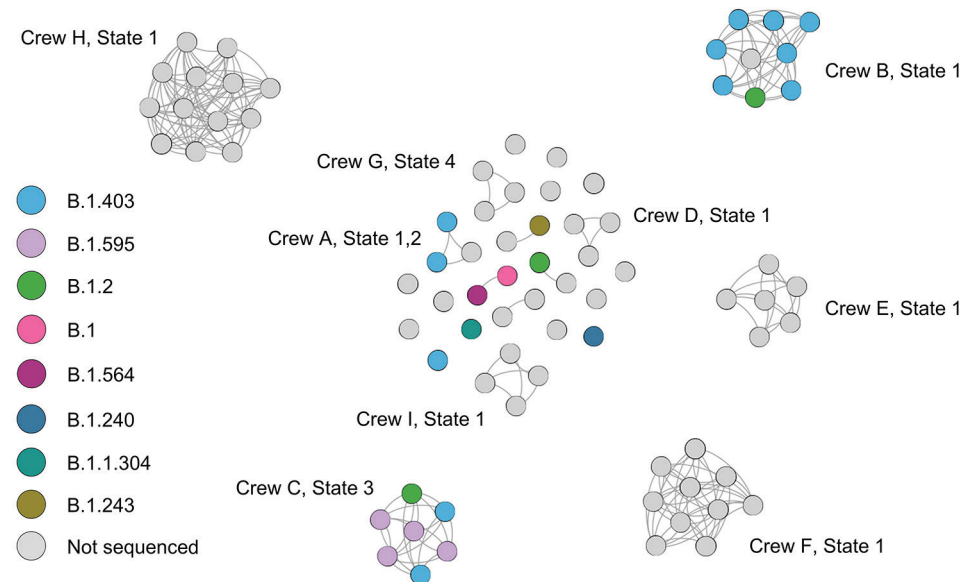 Crew H, State 1
Crew B, State 1
Crew G, State 4
Crew D, State 1
Crew A, State 1,2
Crew E, State 1
Crew I, State 1
Crew C, State 3
Crew F, State 1
B.1.403
B.1.595
B.1.2
B.1
B.1.564
B.1.240
B.1.1.304
B.1.243
Not sequenced